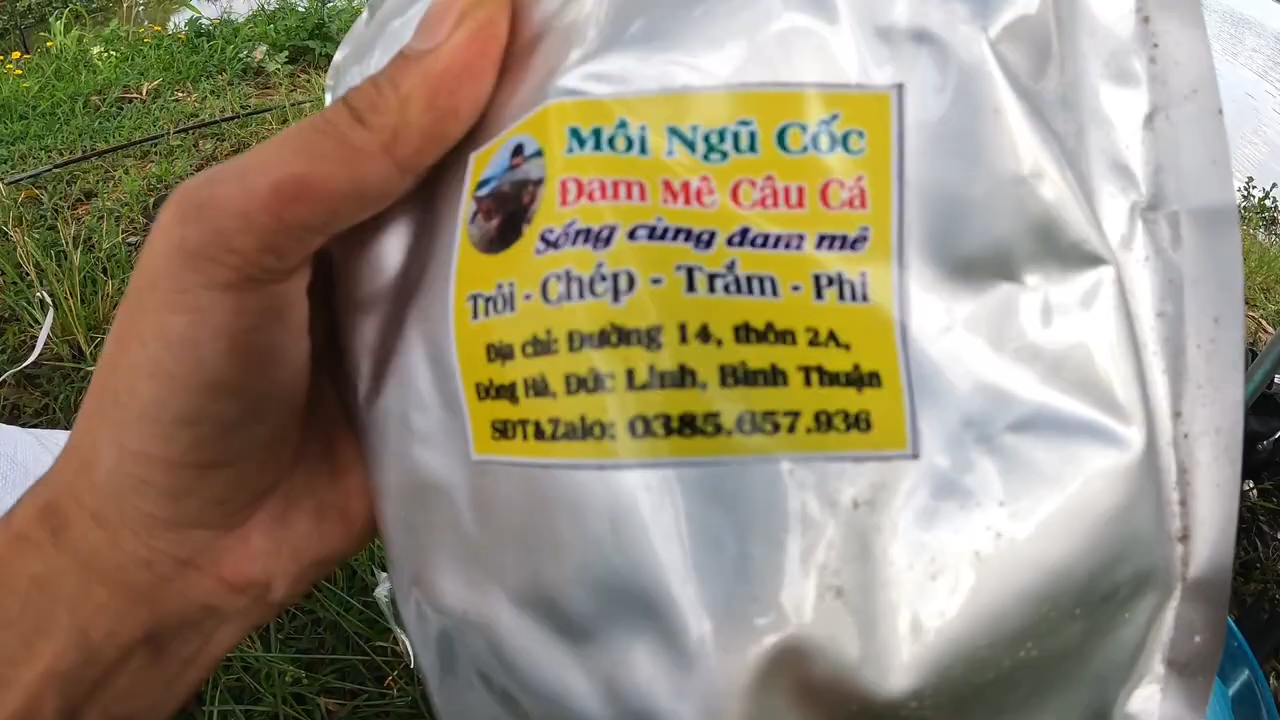 Mồi Ngũ Cốc
Đam Mê Câu Cá
Sống cùng đam mê
Trôi - Chép - Trắm - Phi
Địa chỉ: Đường 14, thôn 2A,
Đông Hà, Đức Linh, Bình Thuận
SĐT&Zalo: 0385.657.936